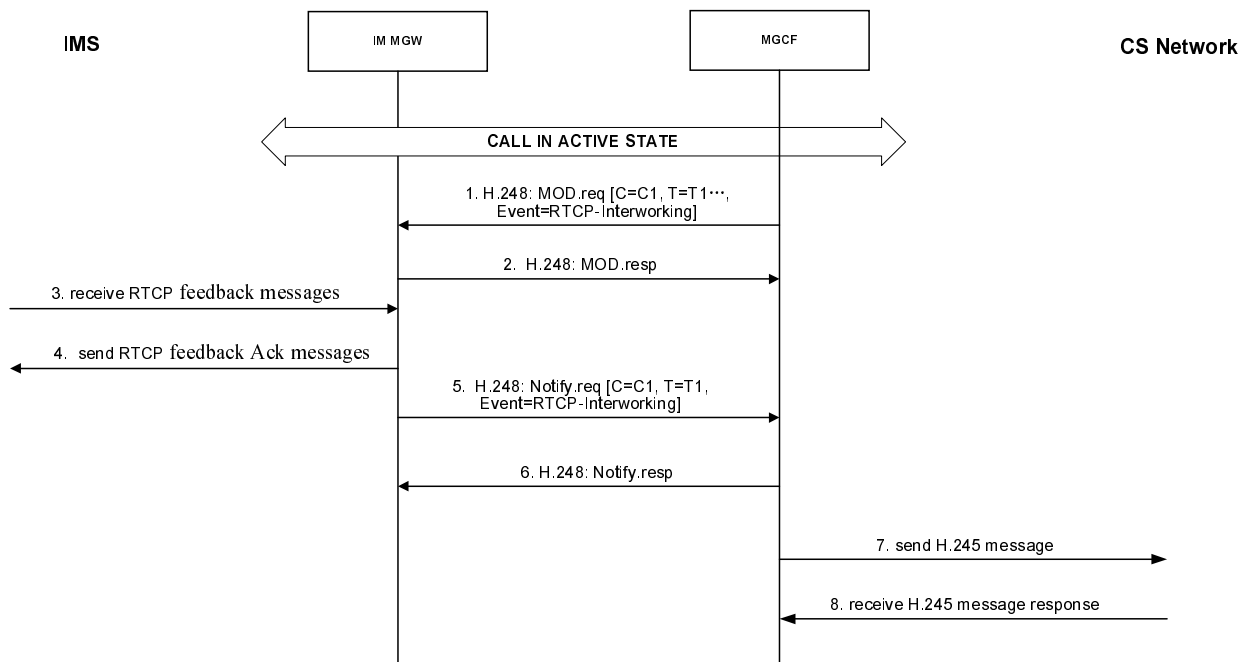 IMS
IM MGW
MGCF
CS Network
CALL IN ACTIVE STATE
1. H.248: MOD.req [C=C1, T=T1⋯,
Event=RTCP-Interworking]
2. H.248: MOD.resp
3. receive RTCP feedback messages
4. send RTCP feedback Ack messages
5. H.248: Notify.req [C=C1, T=T1,
Event=RTCP-Interworking]
6. H.248: Notify.resp
7. send H.245 message
8. receive H.245 message response